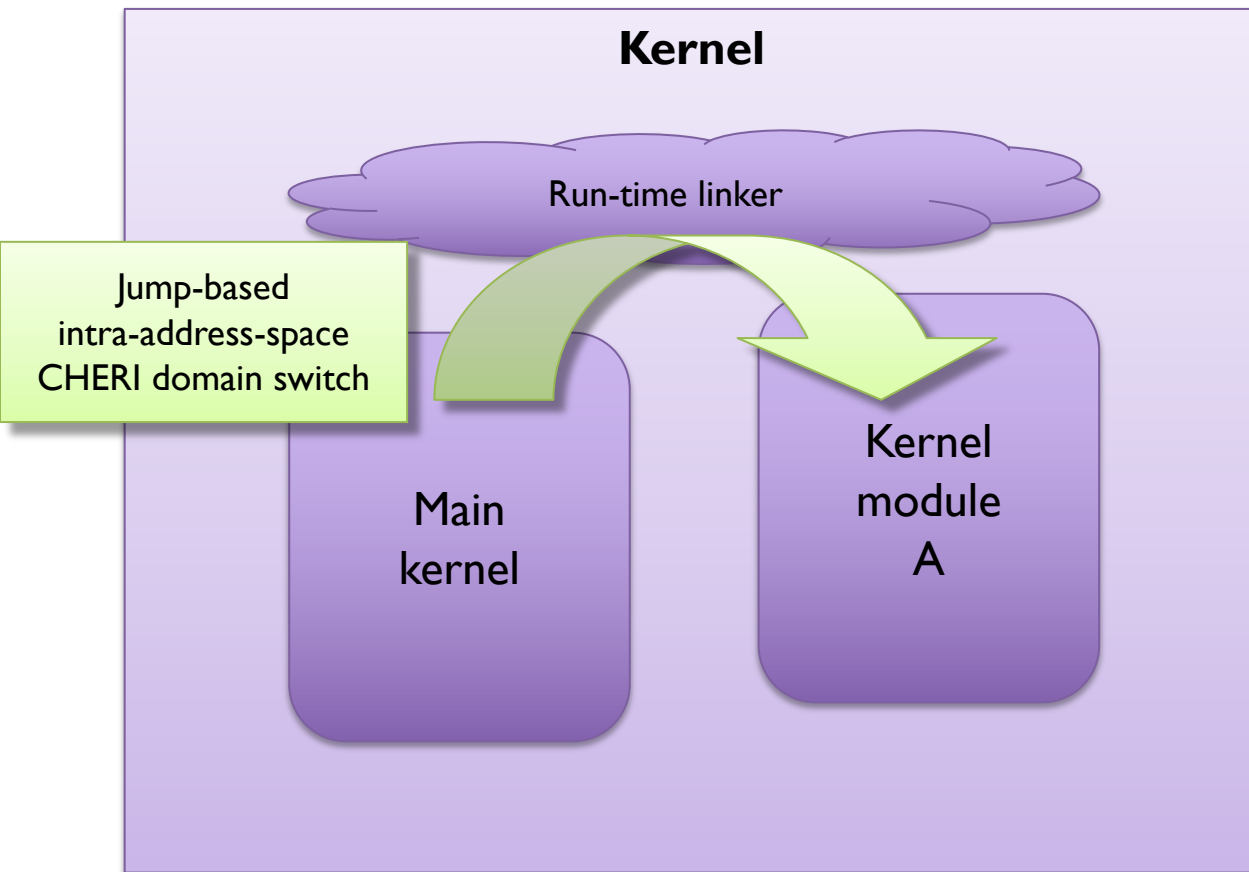 Kernel
Run-time linker
Jump-based
intra-address-space
CHERI domain switch
Main
kernel
Kernel
module
A